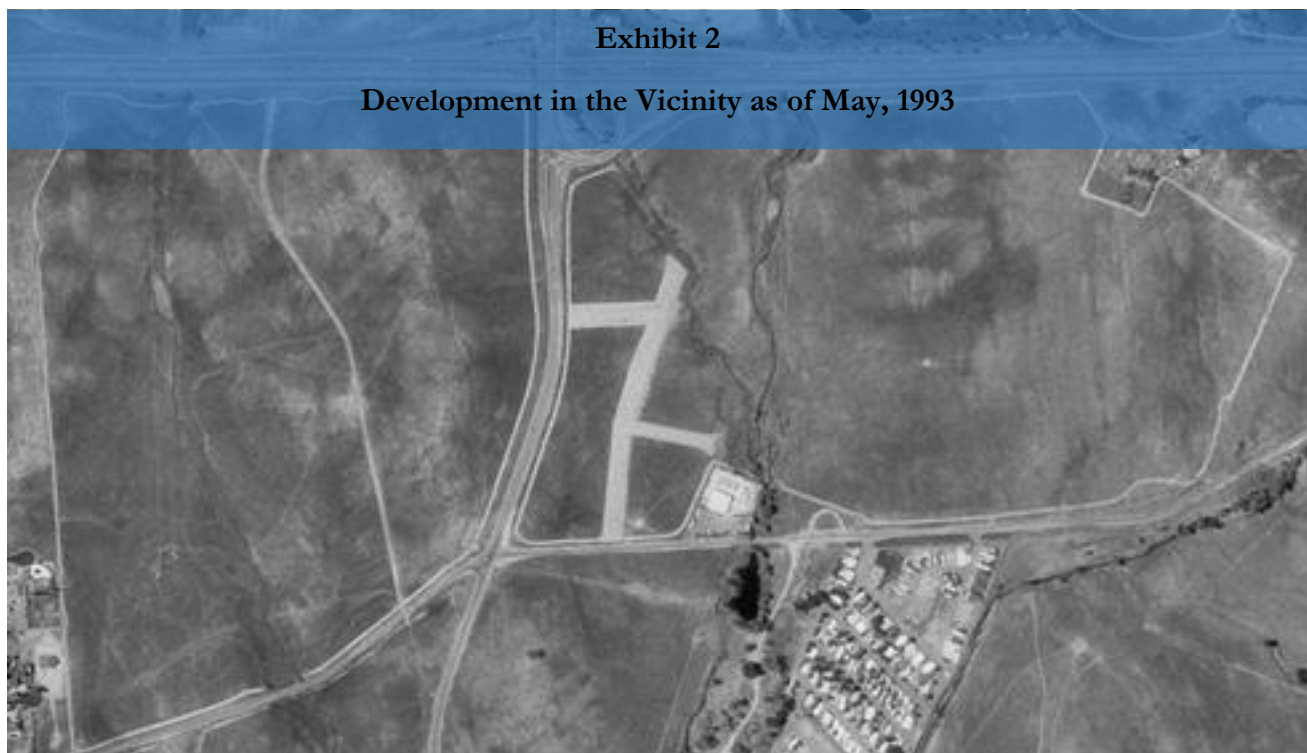 Exhibit 2
Development in the Vicinity as of May, 1993